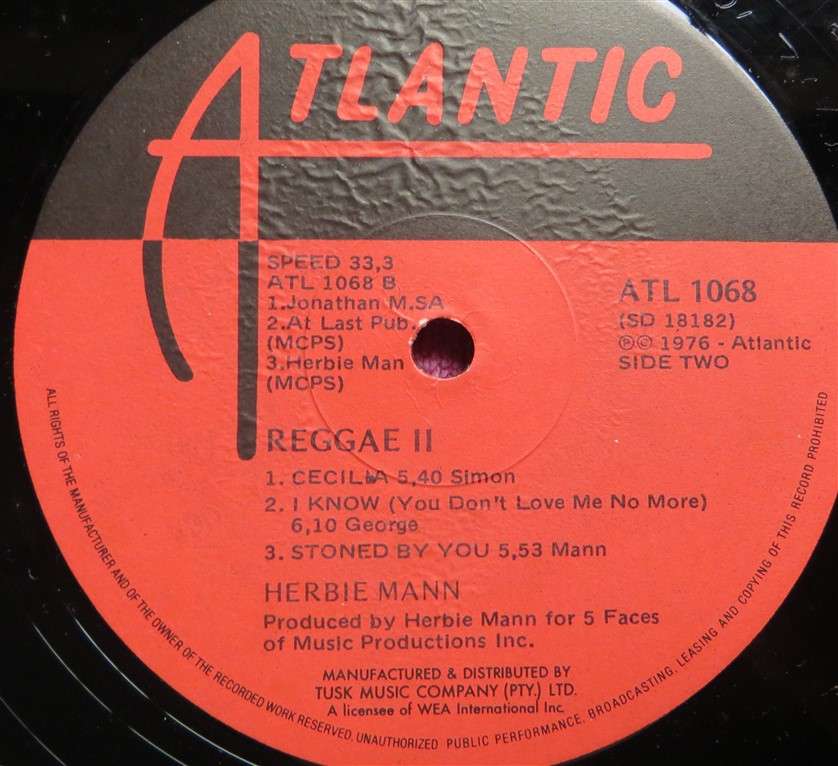 ATLANTIC
SPEED 33,3
ATL 1068 B
1.Jonathan M.SA
2.At Last Pub.
(MCPS)
3.Herbie Man
(MCPS)
ATL 1068
(SD 18182)
ⓅⒸ 1976 - Atlantic
SIDE TWO
REGGAE II
1. CECILIA 5,40 Simon
2. I KNOW (You Don't Love Me No More)
6,10 George
3. STONED BY YOU 5,53 Mann
HERBIE MANN
Produced by Herbie Mann for 5 Faces
of Music Productions Inc.
MANUFACTURED & DISTRIBUTED BY
TUSK MUSIC COMPANY (PTY.) LTD.
A licensee of WEA International Inc.
ALL RIGHTS OF THE MANUFACTURER AND OF THE OWNER OF THE RECORDED WORK RESERVED. UNAUTHORIZED PUBLIC PERFORMANCE, BROADCASTING, LEASING AND COPYING OF THIS RECORD PROHIBITED